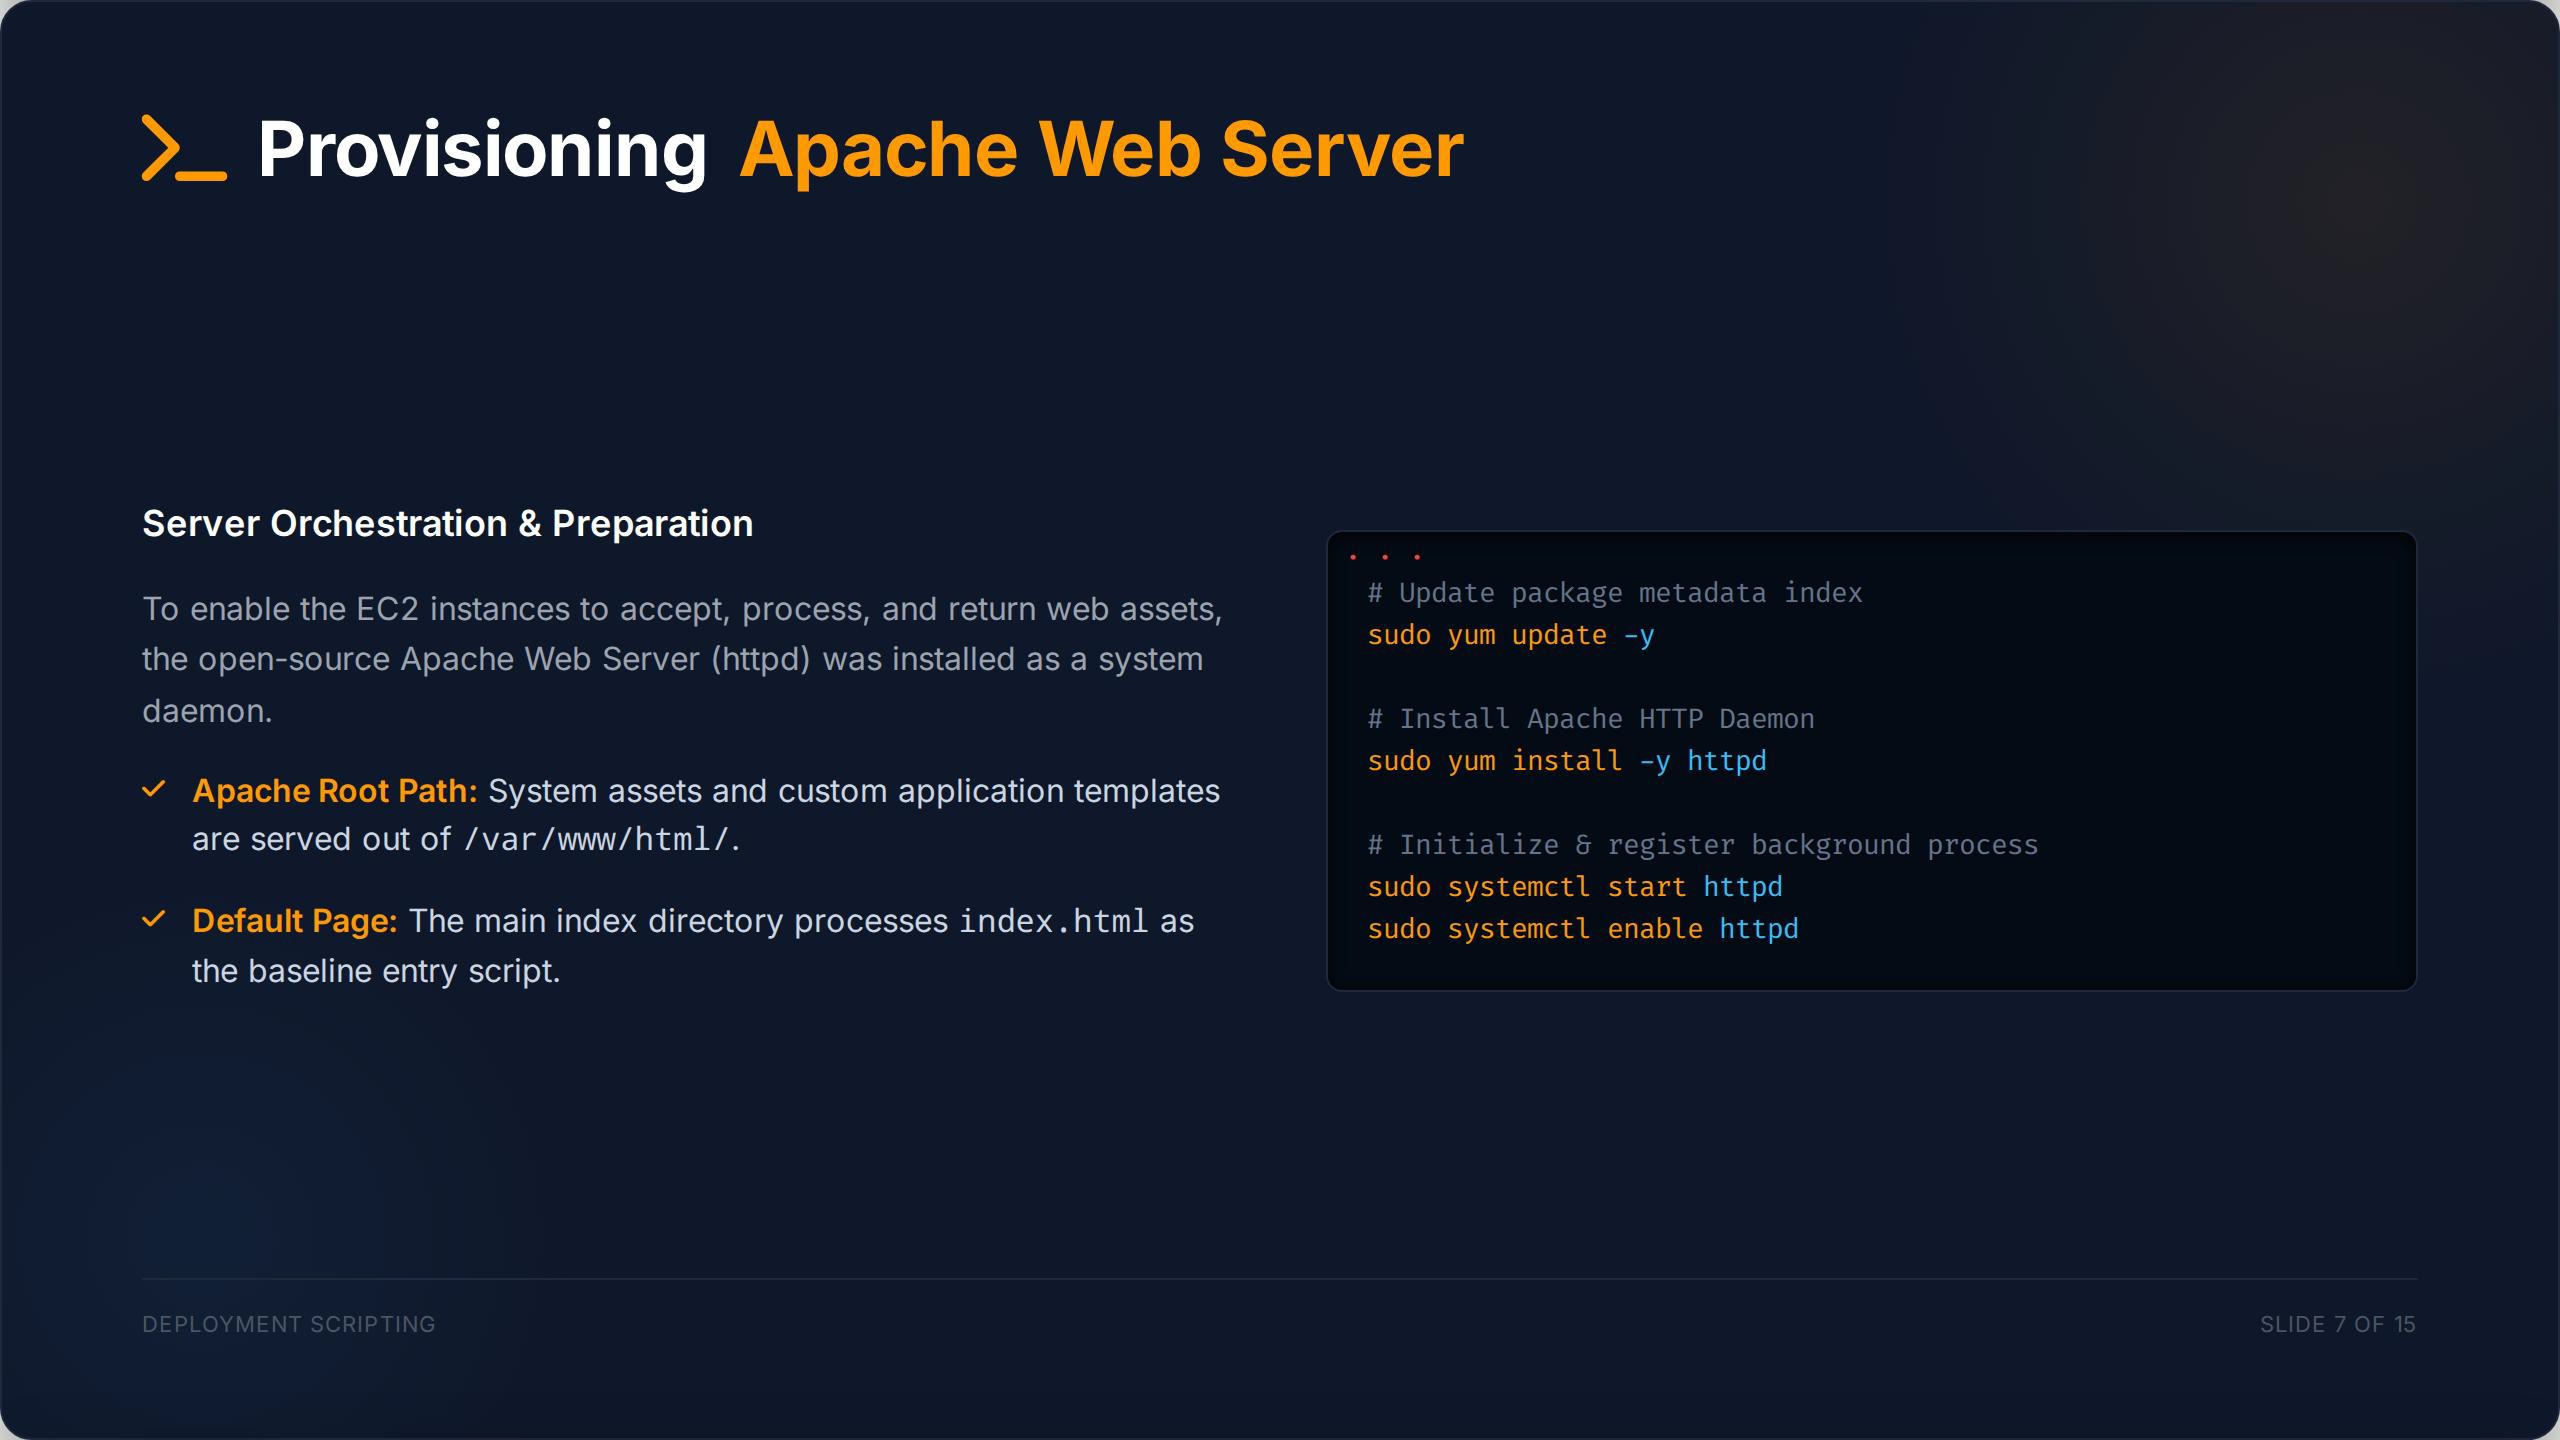 Provisioning Apache Web Server
Server Orchestration & Preparation
To enable the EC2 instances to accept, process, and return web assets,
the open-source Apache Web Server (httpd) was installed as a system
daemon.
Apache Root Path: System assets and custom application templates
are served out of /var/www/html/.
Default Page: The main index directory processes index.html as
the baseline entry script.
# Update package metadata index
sudo yum update -y
# Install Apache HTTP Daemon
sudo yum install -y httpd
# Initialize & register background process
sudo systemctl start httpd
sudo systemctl enable httpd
DEPLOYMENT SCRIPTING
SLIDE 7 OF 15